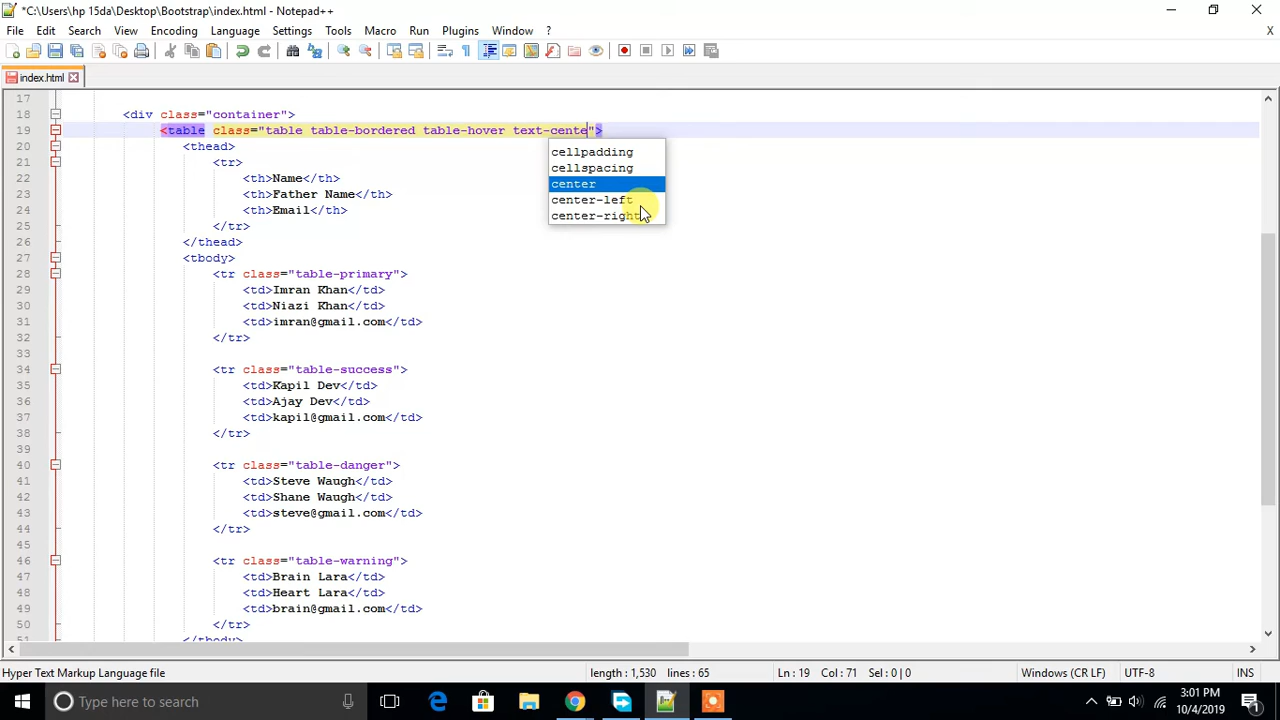 *C:\Users\hp 15da\Desktop\Bootstrap\index.html - Notepad++
File Edit Search View Encoding Language Settings Tools Macro Run Plugins Window ? X
index.html
17
18 <div class="container">
19 <table class="table table-bordered table-hover text-cente">
cellpadding
20 <thead>
cellspacing
21 <tr>
center
22 <th>Name</th>
center-left
23 <th>Father Name</th>
center-right
24 <th>Email</th>
25 </tr>
26 </thead>
27 <tbody>
28 <tr class="table-primary">
29 <td>Imran Khan</td>
30 <td>Niazi Khan</td>
31 <td>imran@gmail.com</td>
32 </tr>
33
34 <tr class="table-success">
35 <td>Kapil Dev</td>
36 <td>Ajay Dev</td>
37 <td>kapil@gmail.com</td>
38 </tr>
39
40 <tr class="table-danger">
41 <td>Steve Waugh</td>
42 <td>Shane Waugh</td>
43 <td>steve@gmail.com</td>
44 </tr>
45
46 <tr class="table-warning">
47 <td>Brain Lara</td>
48 <td>Heart Lara</td>
49 <td>brain@gmail.com</td>
50 </tr>
51 </tbody>
Hyper Text Markup Language file length : 1,530 lines : 65 Ln : 19 Col : 71 Sel : 0 | 0 Windows (CR LF) UTF-8 INS
Type here to search
3:01 PM
10/4/2019
1